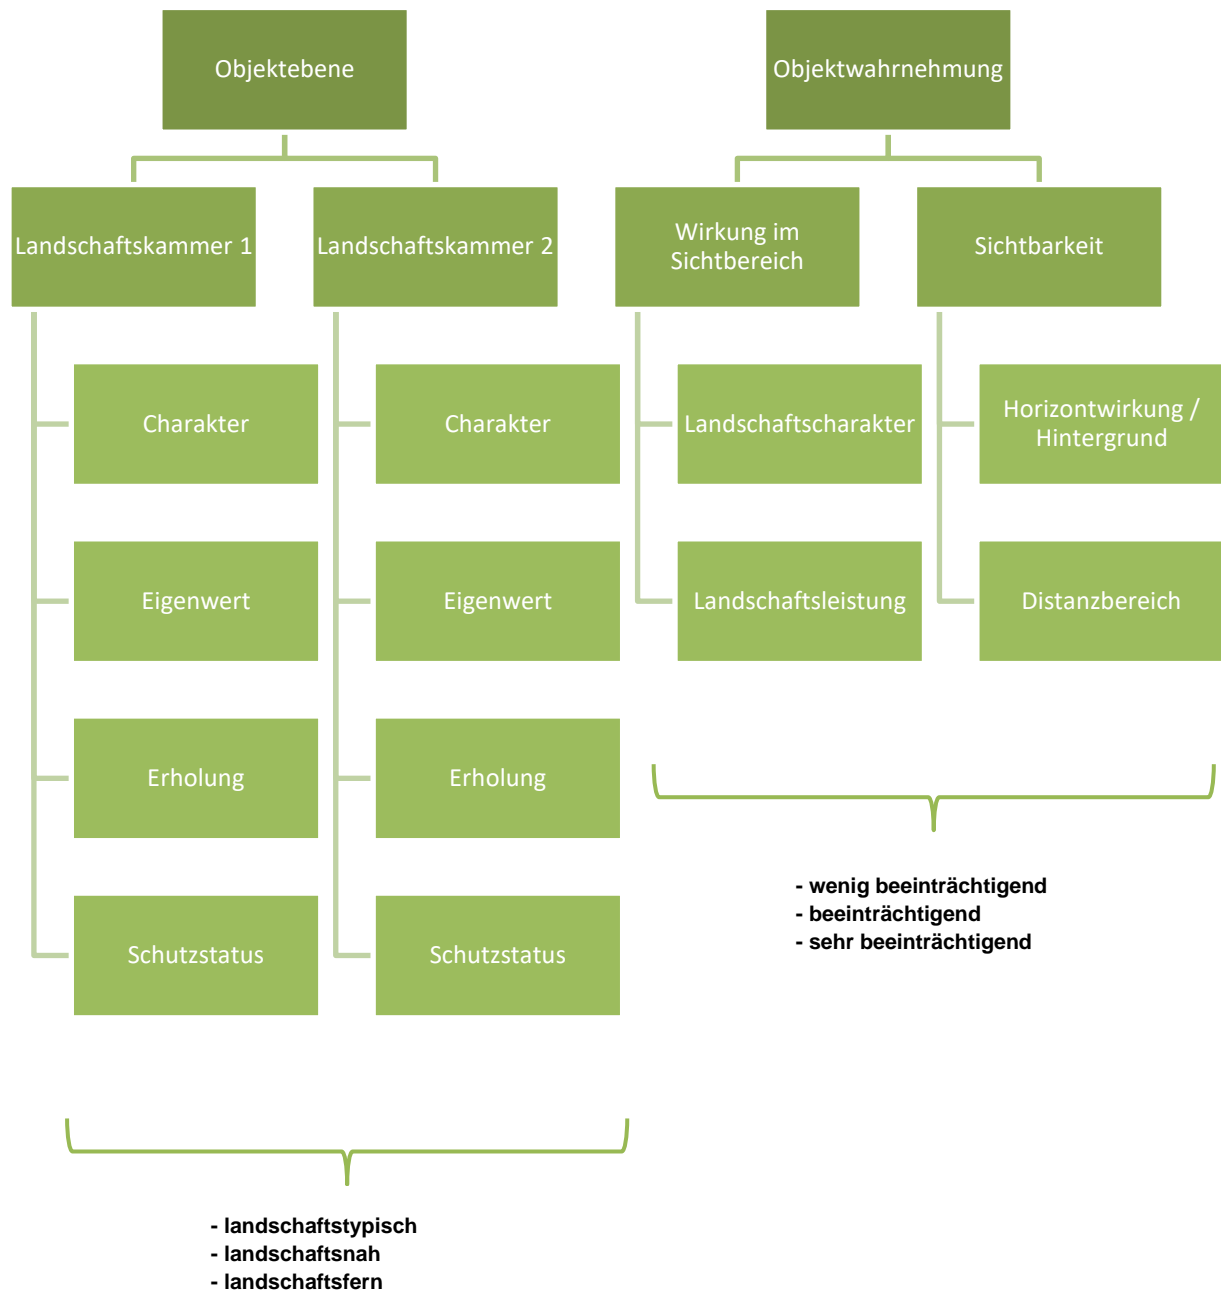 Objektebene
Objektwahrnehmung
Landschaftskammer 1
Landschaftskammer 2
Wirkung im
Sichtbereich
Sichtbarkeit
Charakter
Charakter
Landschaftscharakter
Horizontwirkung /
Hintergrund
Eigenwert
Eigenwert
Landschaftsleistung
Distanzbereich
Erholung
Erholung
Schutzstatus
Schutzstatus
- wenig beeinträchtigend
- beeinträchtigend
- sehr beeinträchtigend
- landschaftstypisch
- landschaftsnah
- landschaftsfern